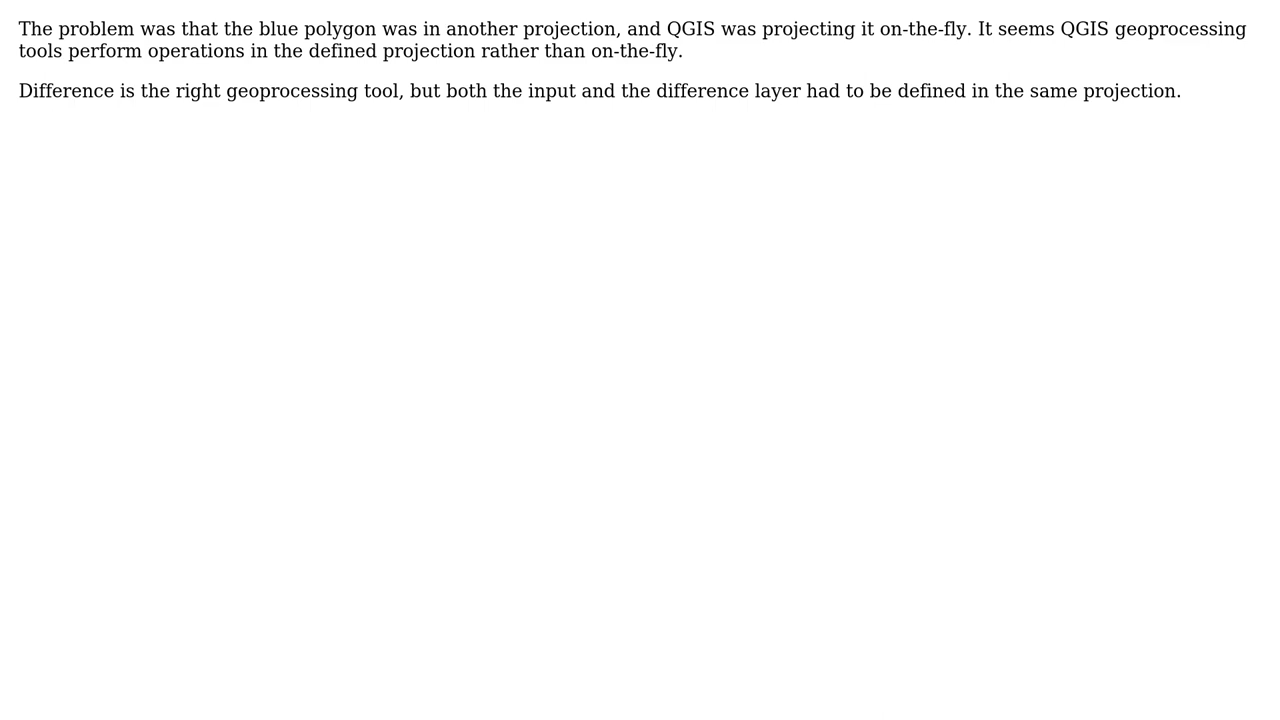 The problem was that the blue polygon was in another projection, and QGIS was projecting it on-the-fly. It seems QGIS geoprocessing
tools perform operations in the defined projection rather than on-the-fly.
Difference is the right geoprocessing tool, but both the input and the difference layer had to be defined in the same projection.